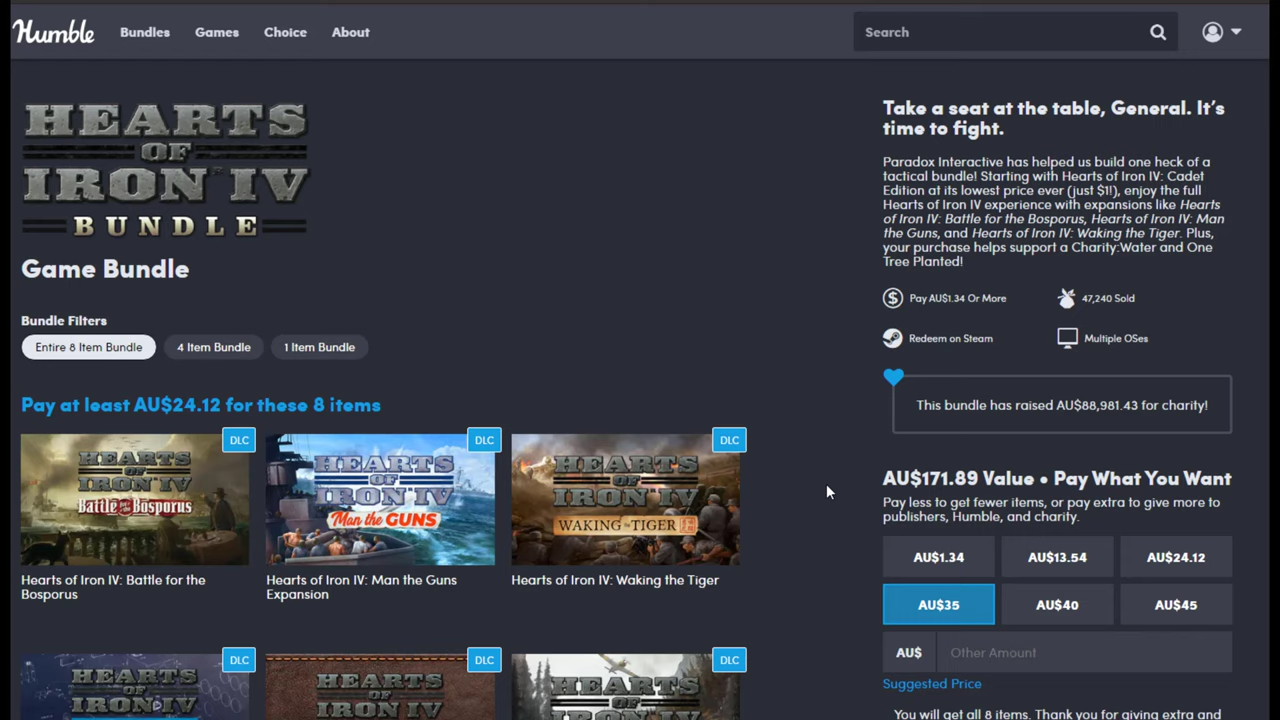 Humble
Bundles
Games
Choice
About
Search
HEARTS
OF
IRON IV
BUNDLE
Game Bundle
Bundle Filters
Entire 8 Item Bundle
4 Item Bundle
1 Item Bundle
Pay at least AU$24.12 for these 8 items
DLC
HEARTS
OF
IRON IV
Battle for the Bosporus
Hearts of Iron IV: Battle for the
Bosporus
DLC
HEARTS
OF
IRON IV
Man the GUNS
Hearts of Iron IV: Man the Guns
Expansion
DLC
HEARTS
OF
IRON IV
WAKING THE TIGER
Hearts of Iron IV: Waking the Tiger
DLC
HEARTS
OF
IRON IV
DLC
HEARTS
OF
IRON IV
DLC
HEARTS
OF
IRON IV
Take a seat at the table, General. It's
time to fight.
Paradox Interactive has helped us build one heck of a
tactical bundle! Starting with Hearts of Iron IV: Cadet
Edition at its lowest price ever (just $1!), enjoy the full
Hearts of Iron IV experience with expansions like Hearts
of Iron IV: Battle for the Bosporus, Hearts of Iron IV: Man
the Guns, and Hearts of Iron IV: Waking the Tiger. Plus,
your purchase helps support a Charity:Water and One
Tree Planted!
Pay AU$1.34 Or More
47,240 Sold
Redeem on Steam
Multiple OSes
This bundle has raised AU$88,981.43 for charity!
AU$171.89 Value • Pay What You Want
Pay less to get fewer items, or pay extra to give more to
publishers, Humble, and charity.
AU$1.34
AU$13.54
AU$24.12
AU$35
AU$40
AU$45
AU$
Other Amount
Suggested Price
You will get all 8 items. Thank you for giving extra and